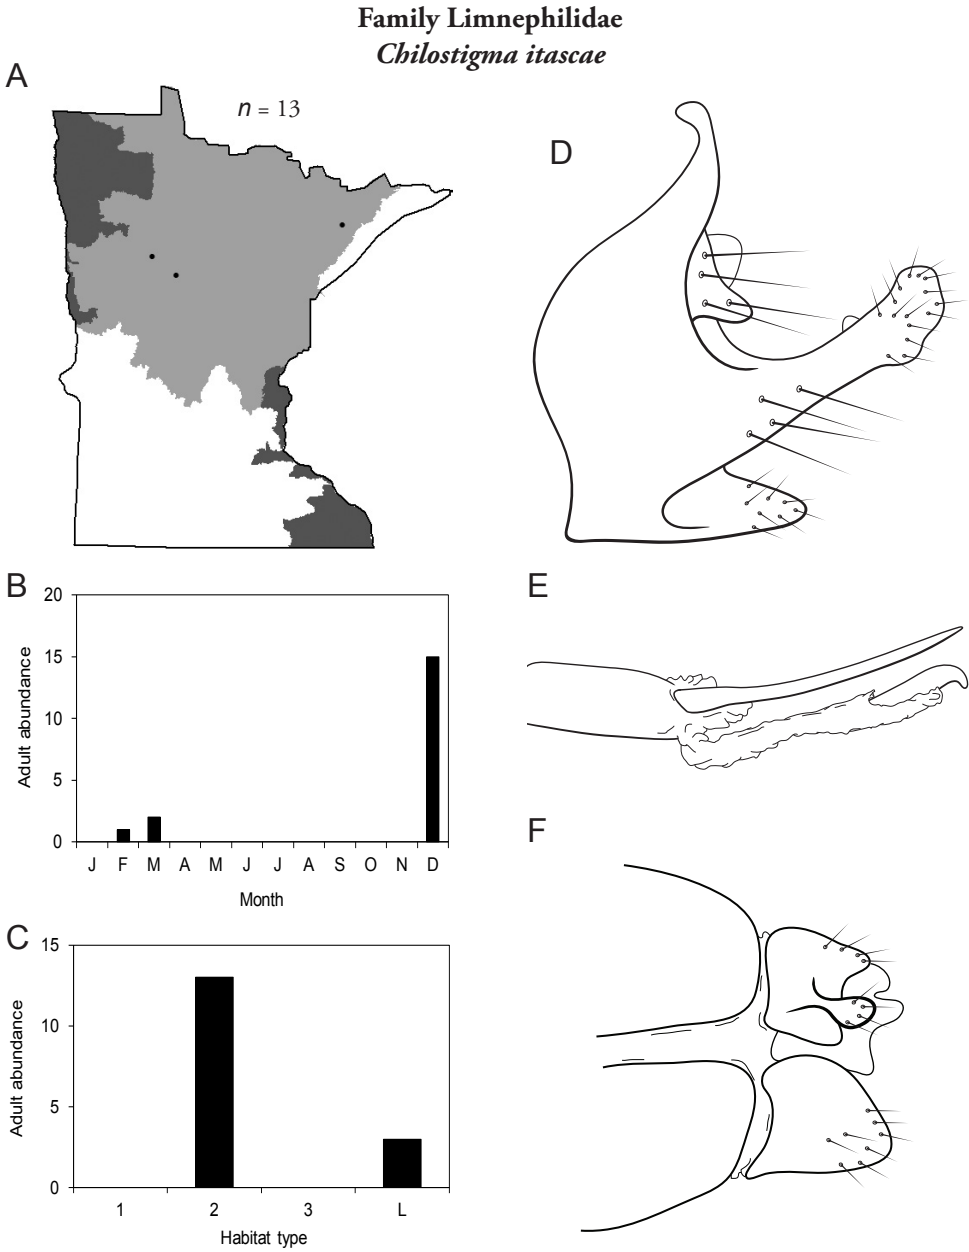 Family Limnephilidae
Chilostigma itascae
A
n = 13
D
B
Adult abundance
20
15
10
5
0
J F M A M J J A S O N D
Month
E
C
Adult abundance
15
10
5
0
1 2 3 L
Habitat type
F